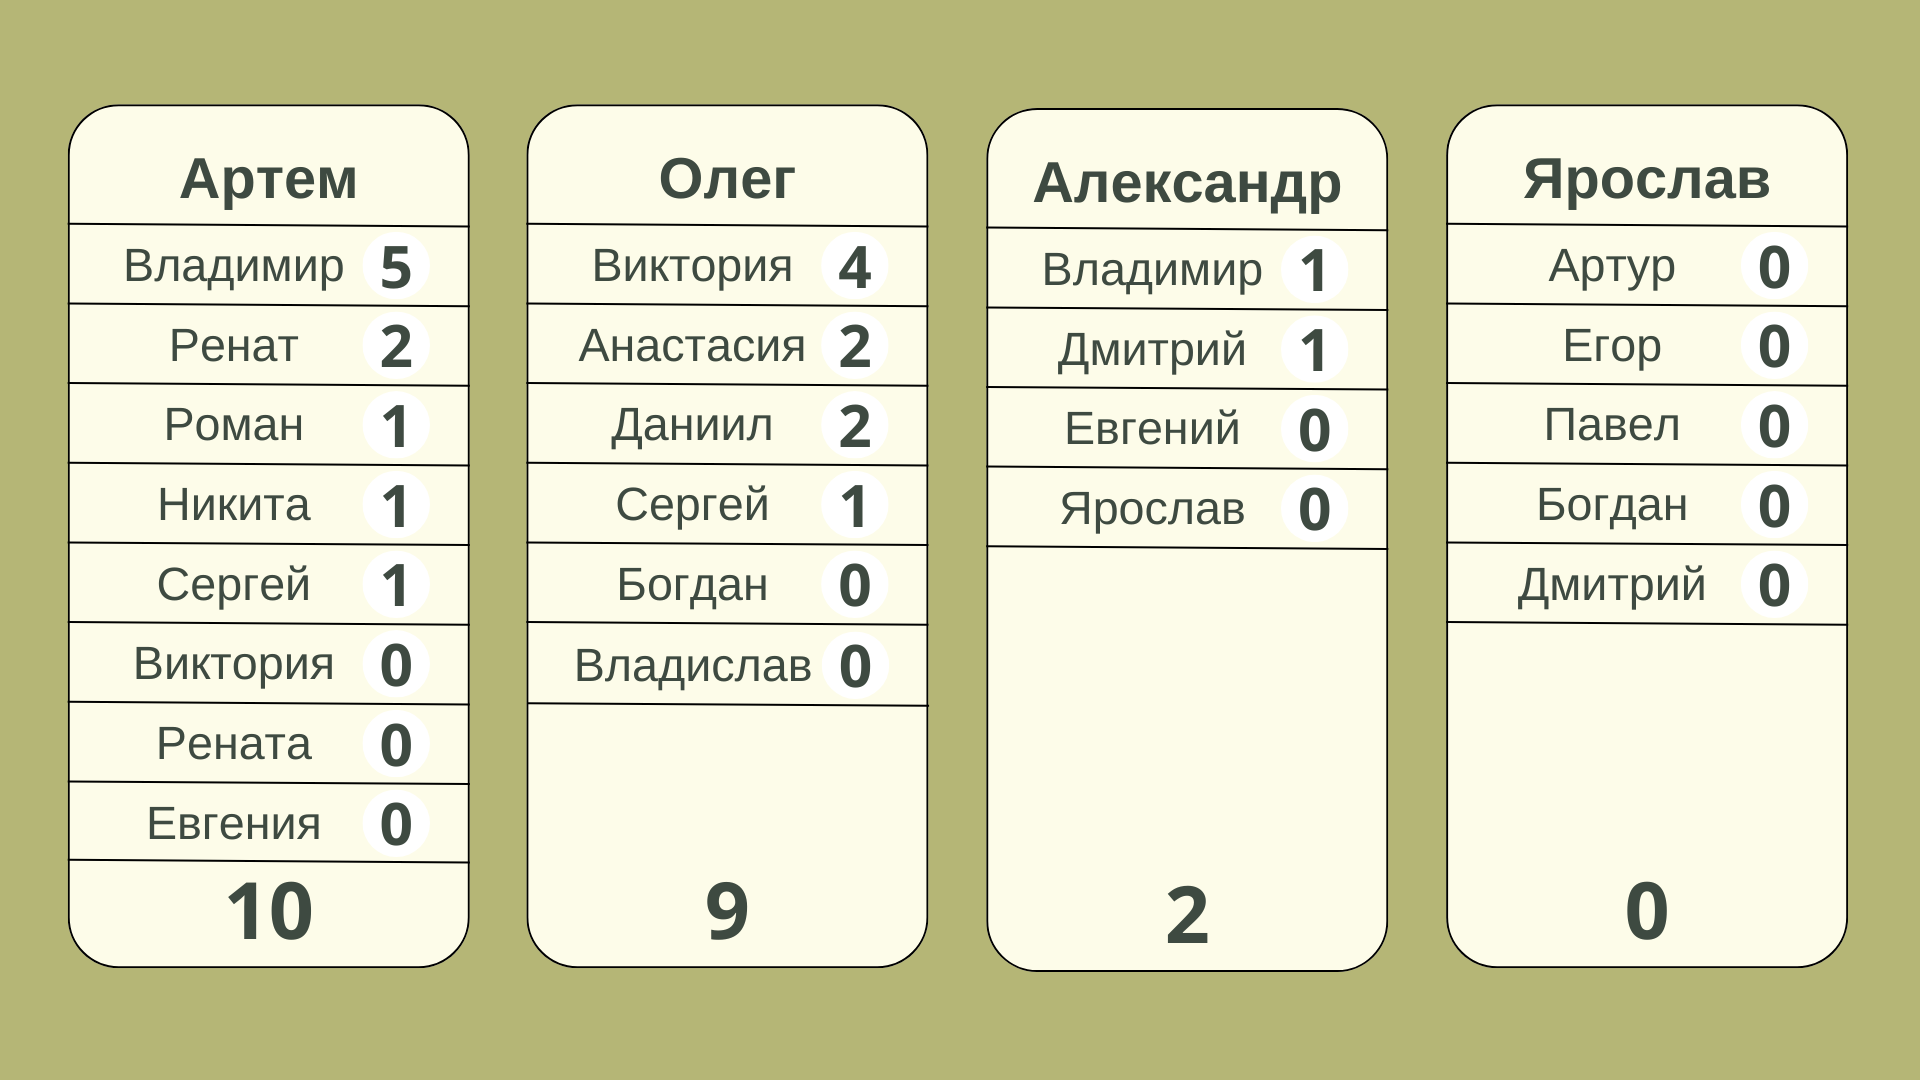 Артем
Владимир 5
Ренат 2
Роман 1
Никита 1
Сергей 1
Виктория 0
Рената 0
Евгения 0
10
Олег
Виктория 4
Анастасия 2
Даниил 2
Сергей 1
Богдан 0
Владислав 0
9
Александр
Владимир 1
Дмитрий 1
Евгений 0
Ярослав 0
2
Ярослав
Артур 0
Егор 0
Павел 0
Богдан 0
Дмитрий 0
0